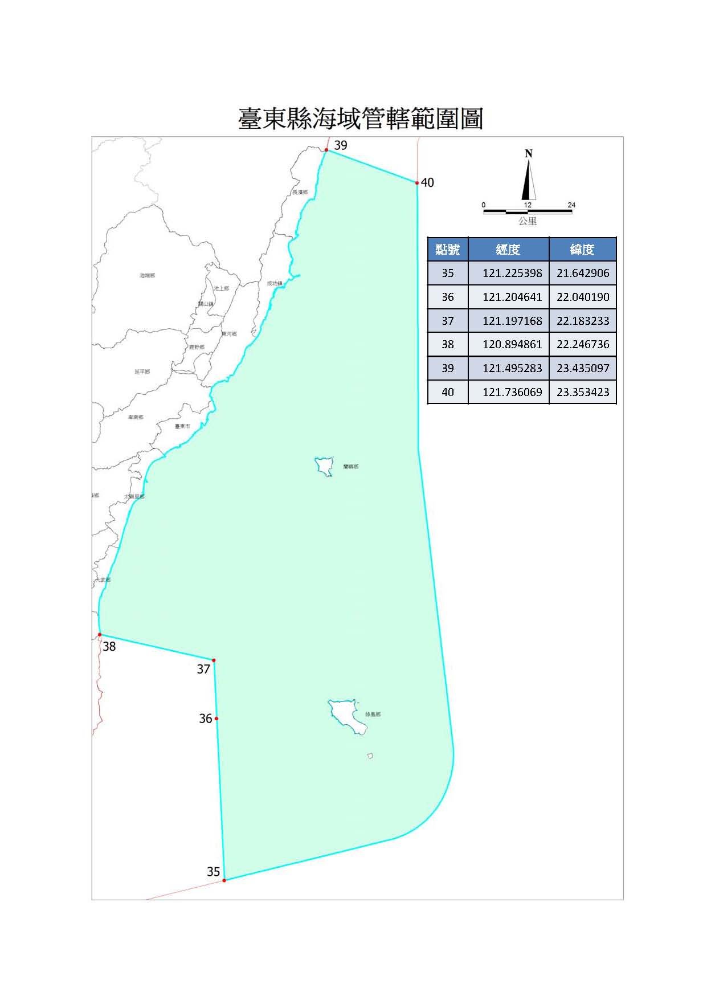 臺東縣海域管轄範圍圖
39
40
N
0 12 24
公里
長濱鄉
點號 經度 緯度
35 121.225398 21.642906
36 121.204641 22.040190
37 121.197168 22.183233
38 120.894861 22.246736
39 121.495283 23.435097
40 121.736069 23.353423
海端鄉
成功鎮
池上鄉
關山鎮
東河鄉
鹿野鄉
延平鄉
卑南鄉
臺東市
蘭嶼鄉
太麻里鄉
大武鄉
38
37
36
綠島鄉
35